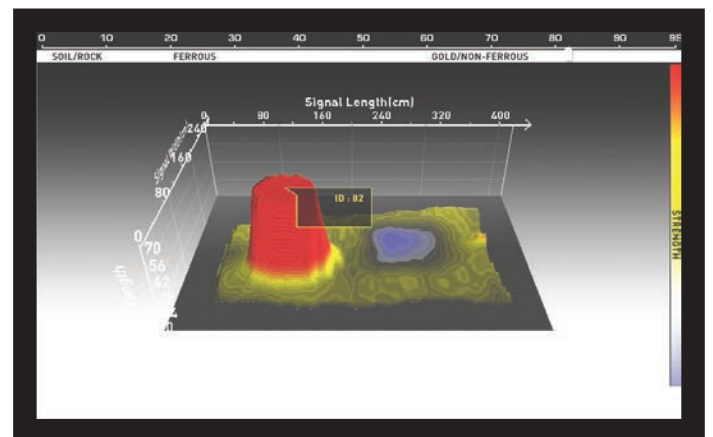 0 10 20 30 40 50 60 70 80 90 99
SOIL/ROCK FERROUS GOLD/NON-FERROUS
Signal Length(cm)
0 80 160 240 320 400
240
160
80
0
70
56
42
ID : 82
STRENGTH